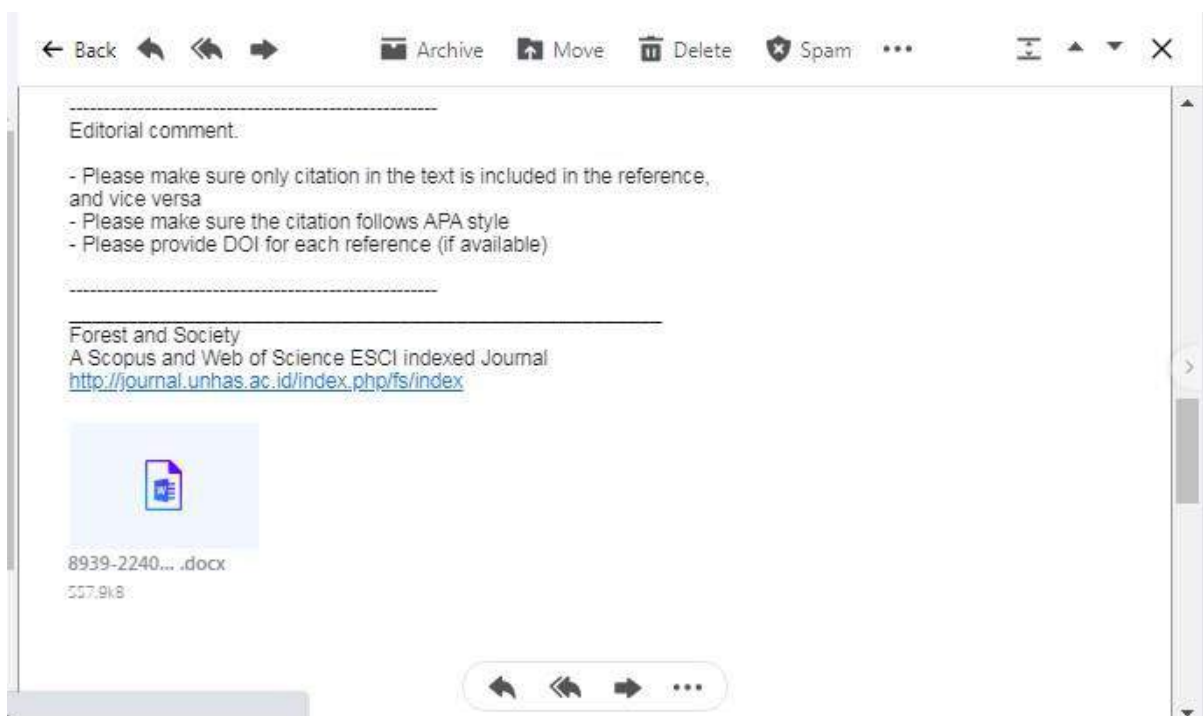 Back
Archive
Move
Delete
Spam
------------------------------------------------------
Editorial comment.
- Please make sure only citation in the text is included in the reference,
and vice versa
- Please make sure the citation follows APA style
- Please provide DOI for each reference (if available)
------------------------------------------------------
Forest and Society
A Scopus and Web of Science ESCI indexed Journal
http://journal.unhas.ac.id/index.php/fs/index
8939-2240... .docx
557.9kB